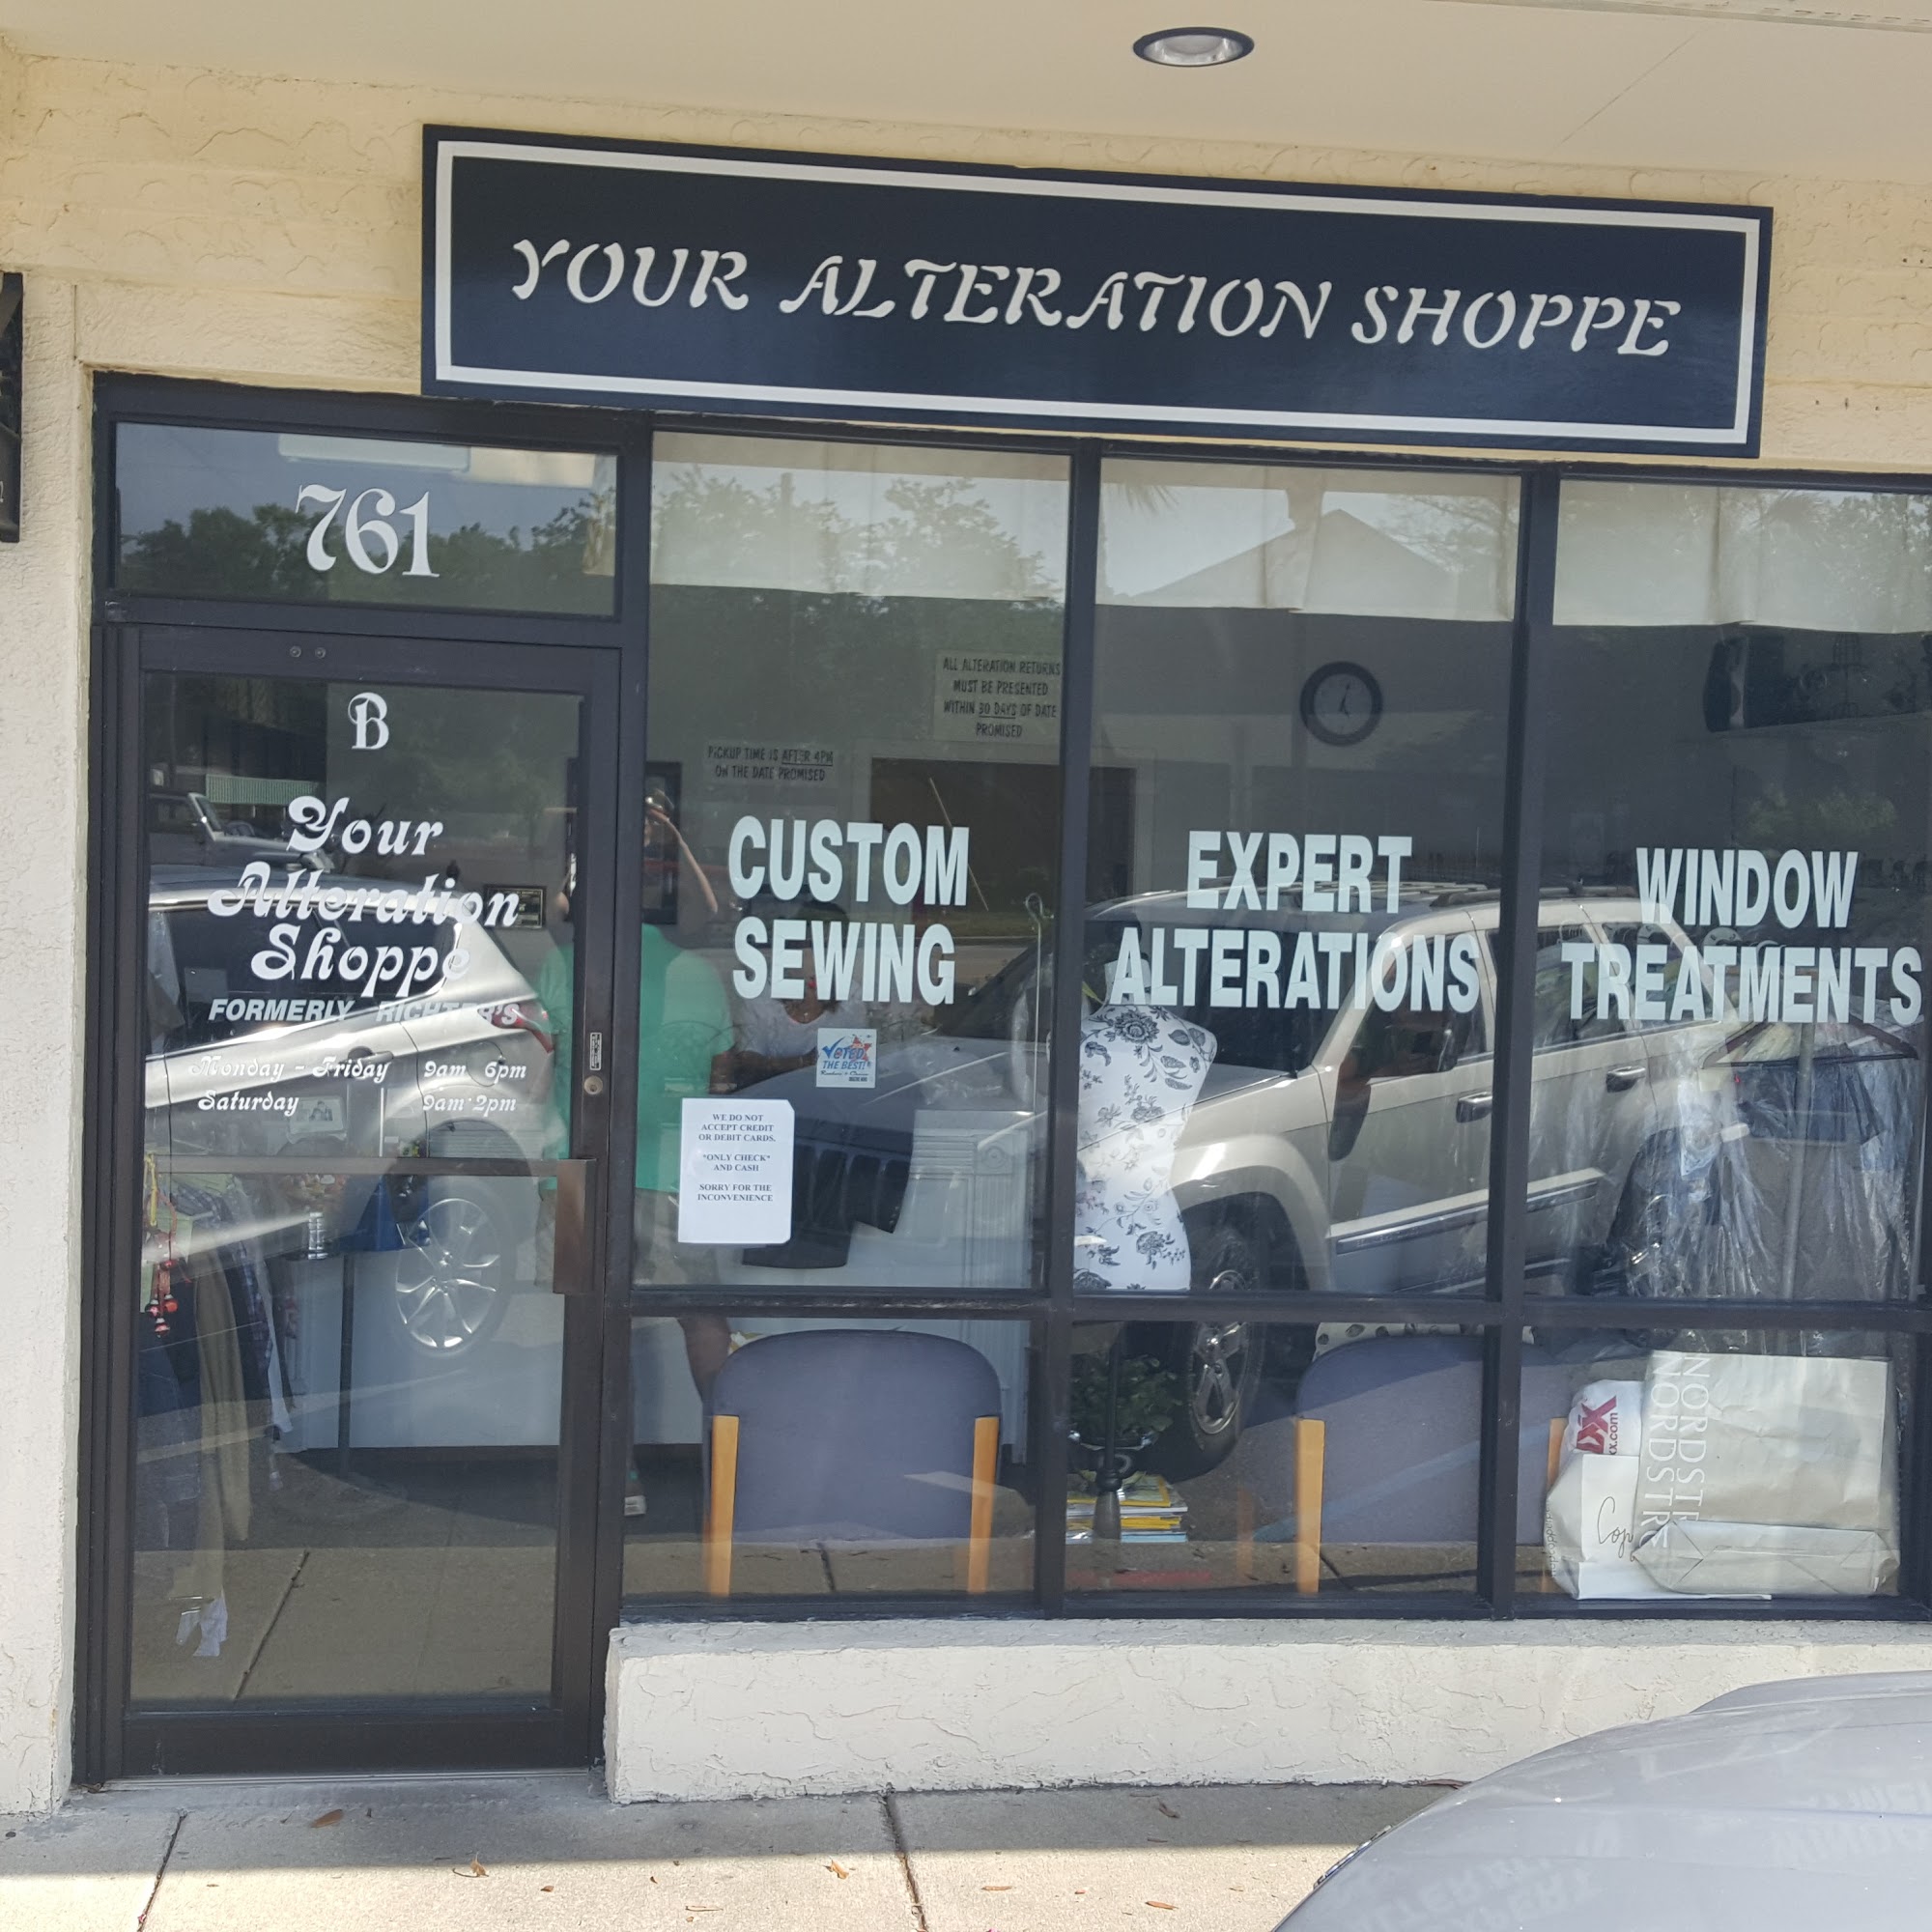 YOUR ALTERATION SHOPPE
761
B
Your
Alteration
Shoppe
FORMERLY RICHTER'S
Monday - Friday 9am 6pm
Saturday 9am-2pm
ALL ALTERATION RETURNS
MUST BE PRESENTED
WITHIN 30 DAYS OF DATE
PROMISED
PICKUP TIME IS AFTER 4PM
ON THE DATE PROMISED
CUSTOM
SEWING
VOTED
THE BEST!
WE DO NOT
ACCEPT CREDIT
OR DEBIT CARDS.
*ONLY CHECK*
AND CASH
SORRY FOR THE
INCONVENIENCE
EXPERT
ALTERATIONS
WINDOW
TREATMENTS